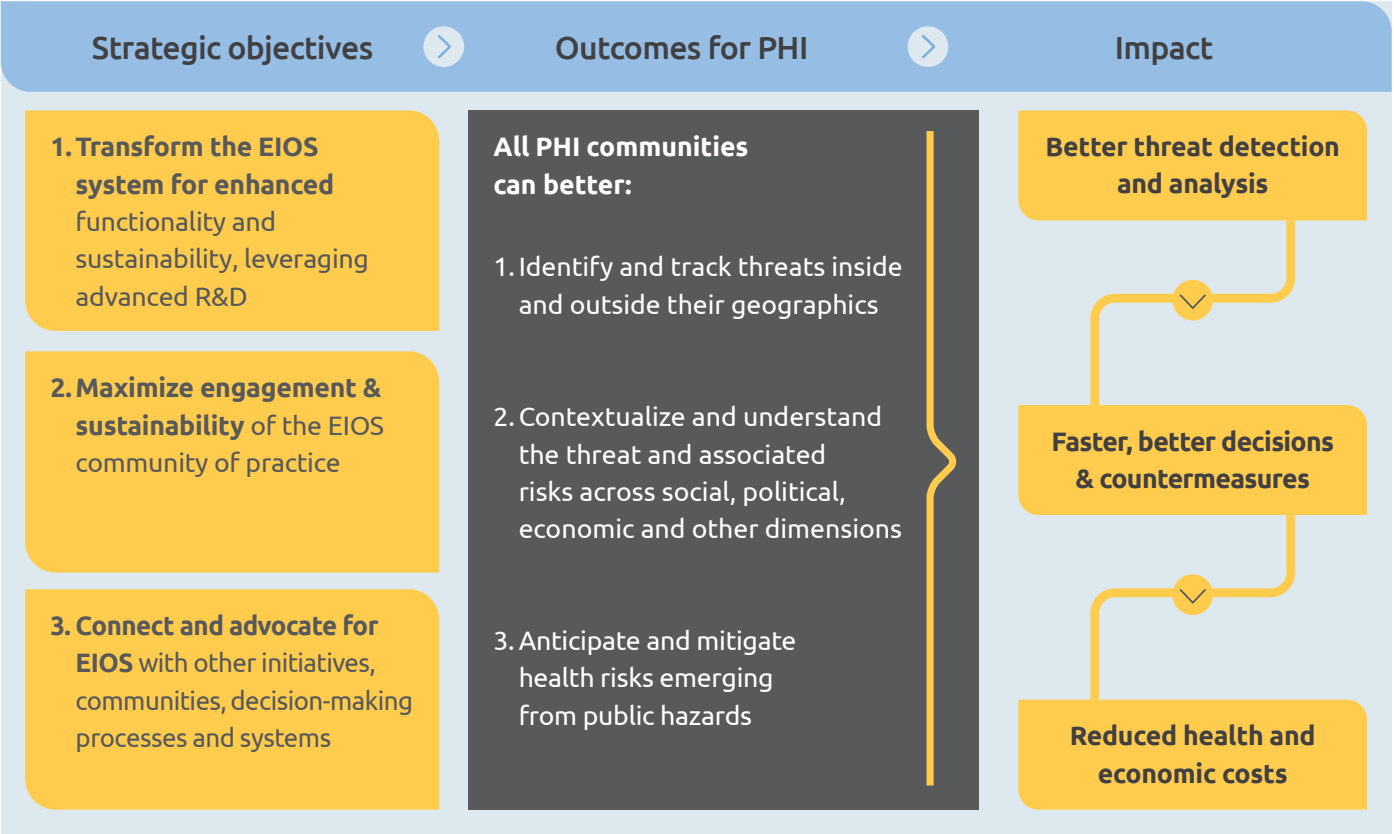 Strategic objectives
Outcomes for PHI
Impact
1. Transform the EIOS
system for enhanced
functionality and
sustainability, leveraging
advanced R&D
2. Maximize engagement &
sustainability of the EIOS
community of practice
3. Connect and advocate for
EIOS with other initiatives,
communities, decision-making
processes and systems
All PHI communities
can better:
1. Identify and track threats inside
and outside their geographics
2. Contextualize and understand
the threat and associated
risks across social, political,
economic and other dimensions
3. Anticipate and mitigate
health risks emerging
from public hazards
Better threat detection
and analysis
Faster, better decisions
& countermeasures
Reduced health and
economic costs